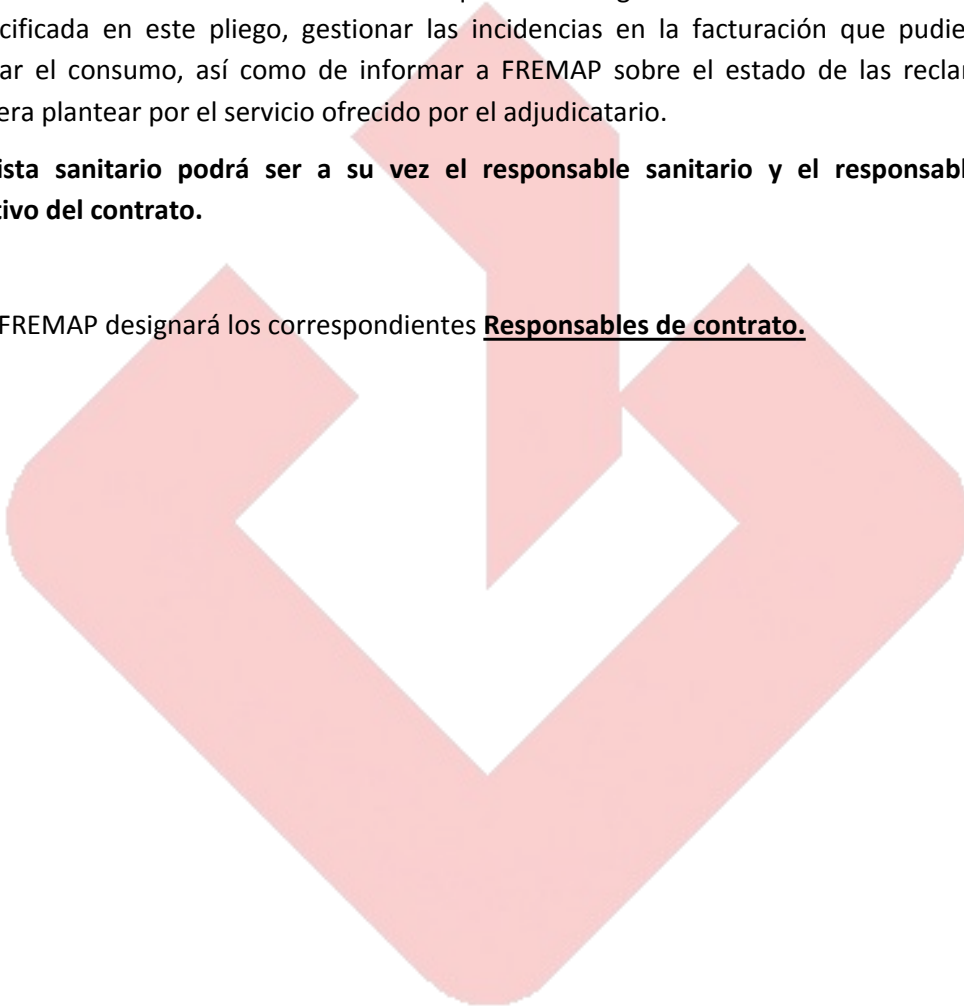 cificada en este pliego, gestionar las incidencias en la facturación que pudie
ar el consumo, así como de informar a FREMAP sobre el estado de las reclar
era plantear por el servicio ofrecido por el adjudicatario.
ista sanitario podrá ser a su vez el responsable sanitario y el responsabl
tivo del contrato.
FREMAP designará los correspondientes Responsables de contrato.